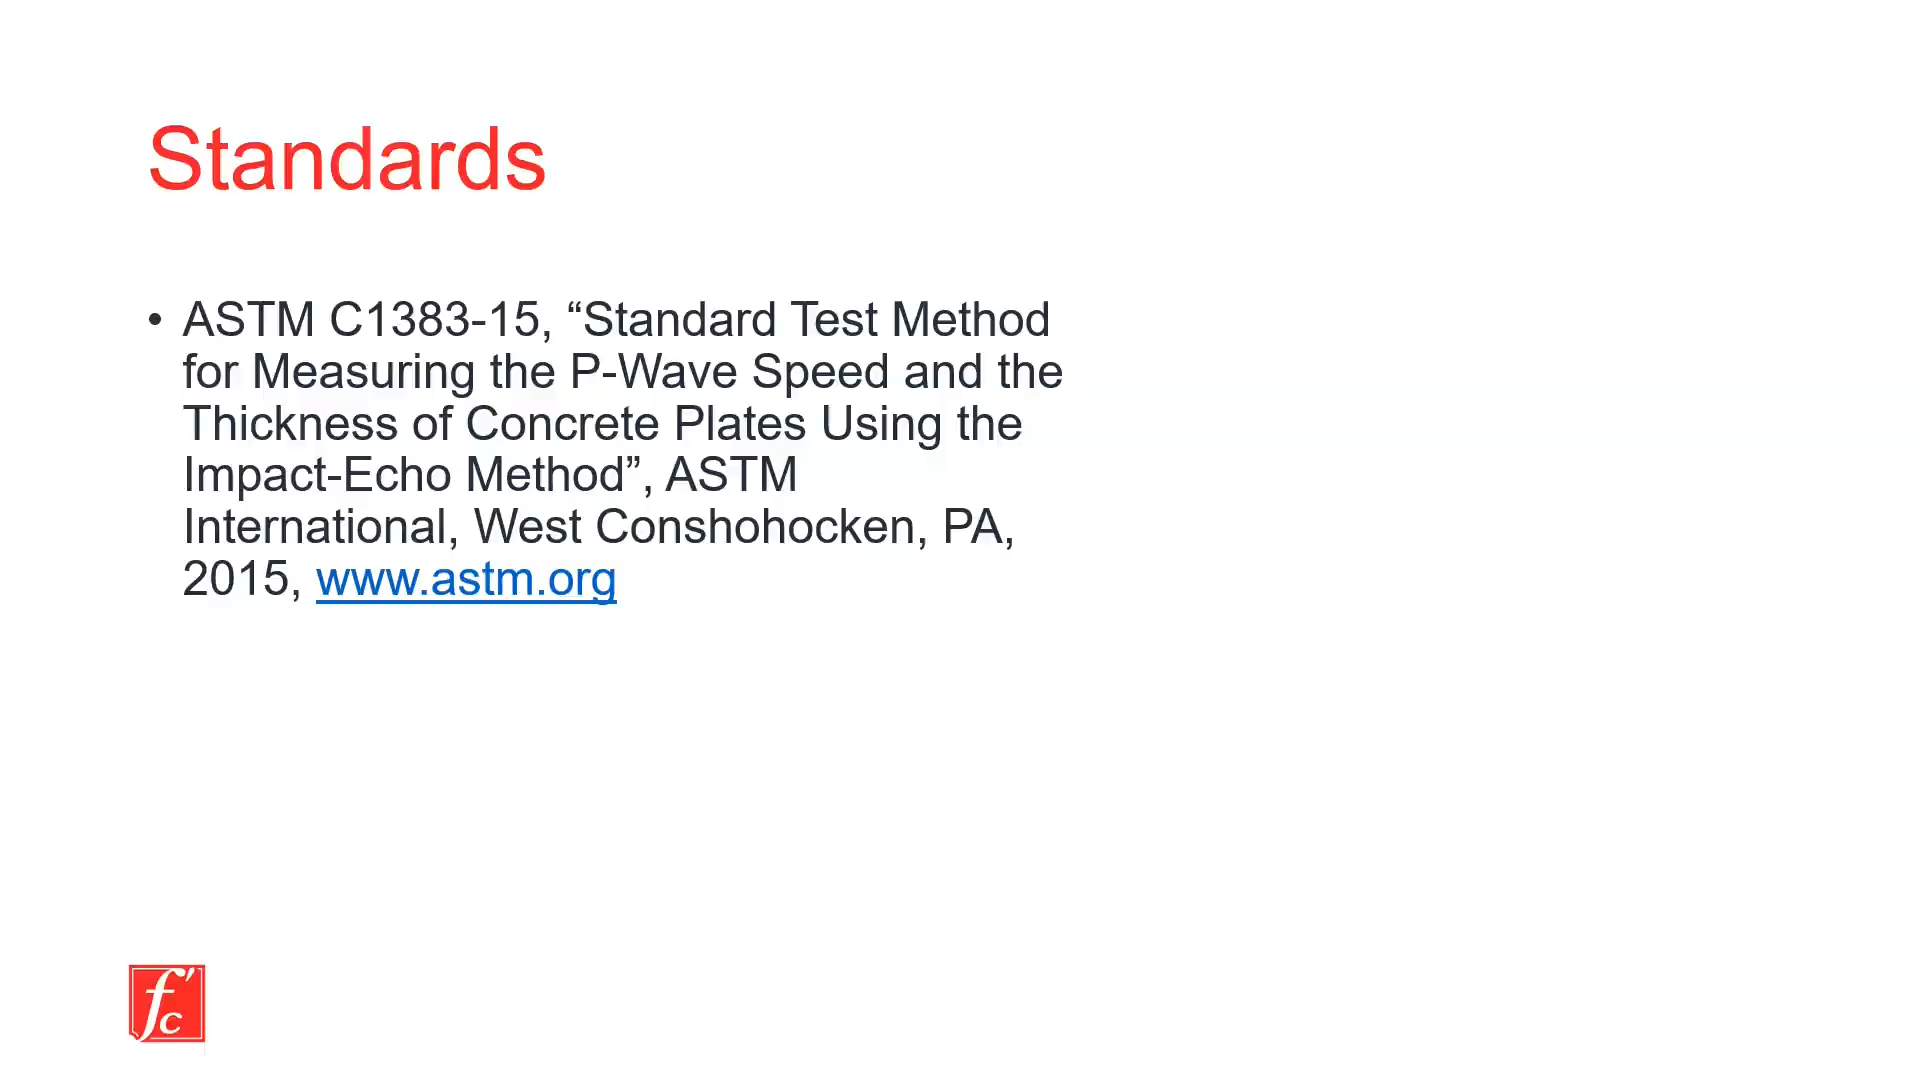 Standards
• ASTM C1383-15, “Standard Test Method
for Measuring the P-Wave Speed and the
Thickness of Concrete Plates Using the
Impact-Echo Method”, ASTM
International, West Conshohocken, PA,
2015, www.astm.org
f'c